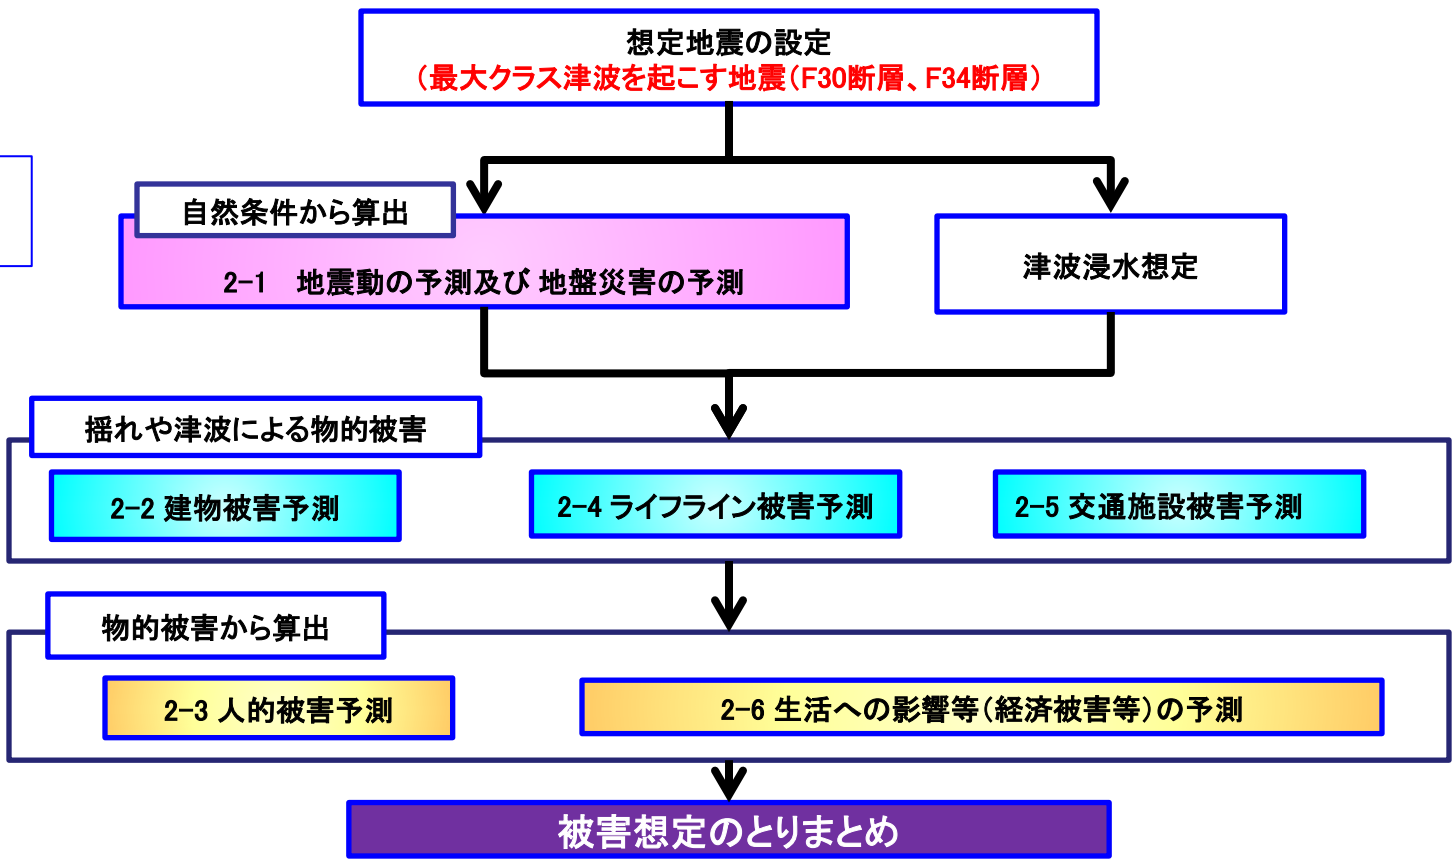 想定地震の設定
（最大クラス津波を起こす地震（F30断層、F34断層）
自然条件から算出
2-1　地震動の予測及び 地盤災害の予測
津波浸水想定
揺れや津波による物的被害
2-2 建物被害予測
2-4 ライフライン被害予測
2-5 交通施設被害予測
物的被害から算出
2-3 人的被害予測
2-6 生活への影響等（経済被害等）の予測
被害想定のとりまとめ